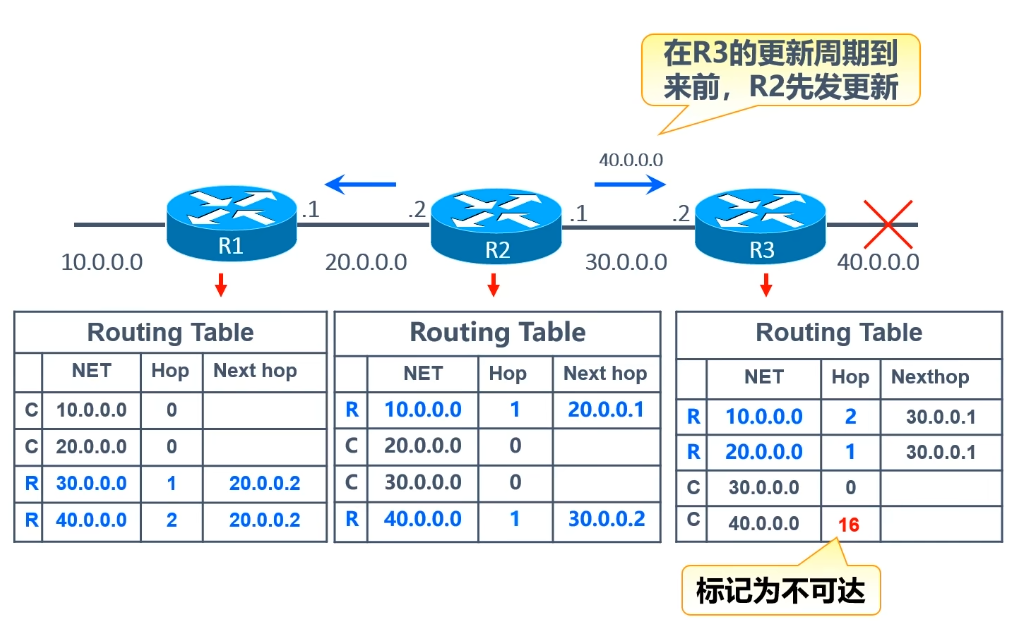 在R3的更新周期到
来前，R2先发更新
40.0.0.0
.1
.2
.1
.2
R1
R2
R3
10.0.0.0
20.0.0.0
30.0.0.0
40.0.0.0
Routing Table
NET Hop Next hop
C 10.0.0.0 0
C 20.0.0.0 0
R 30.0.0.0 1 20.0.0.2
R 40.0.0.0 2 20.0.0.2
Routing Table
NET Hop Next hop
R 10.0.0.0 1 20.0.0.1
C 20.0.0.0 0
C 30.0.0.0 0
R 40.0.0.0 1 30.0.0.2
Routing Table
NET Hop Nexthop
R 10.0.0.0 2 30.0.0.1
R 20.0.0.0 1 30.0.0.1
C 30.0.0.0 0
C 40.0.0.0 16
标记为不可达